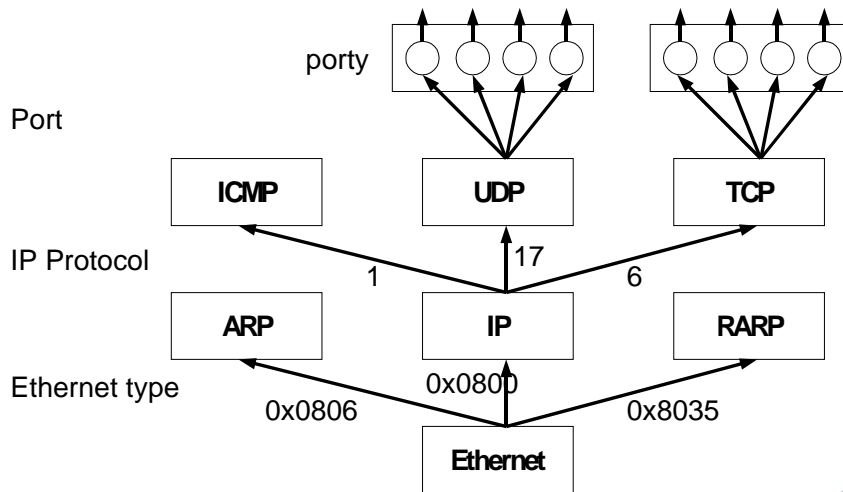 porty
Port
ICMP
UDP
TCP
IP Protocol
1
17
6
ARP
IP
RARP
Ethernet type
0x0806
0x0800
0x8035
Ethernet